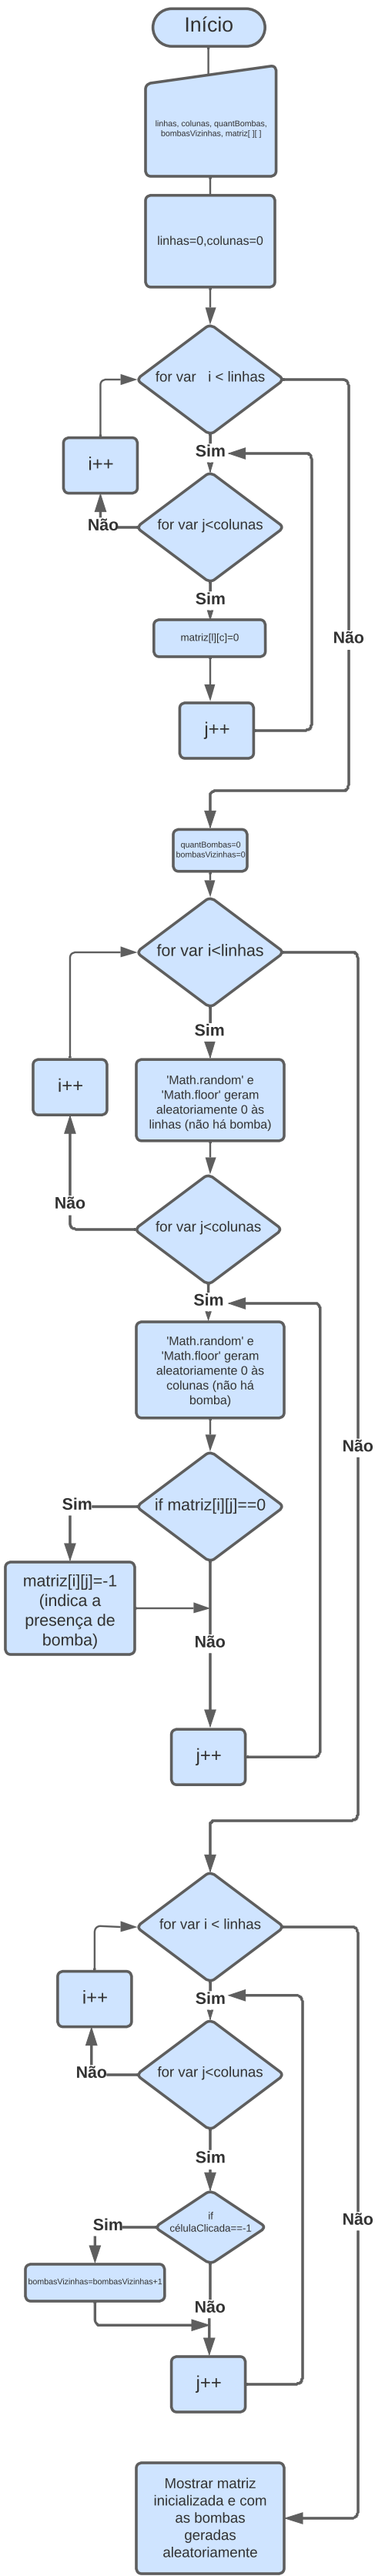 Início
linhas, colunas, quantBombas,
bombasVizinhas, matriz[ ][ ]
linhas=0,colunas=0
for var   i < linhas
Sim
i++
Não
for var j<colunas
Sim
matriz[l][c]=0
Não
j++
quantBombas=0
bombasVizinhas=0
for var i<linhas
Sim
i++
'Math.random' e
'Math.floor' geram
aleatoriamente 0 às
linhas (não há bomba)
Não
for var j<colunas
Sim
'Math.random' e
'Math.floor' geram
aleatoriamente 0 às
colunas (não há
bomba)
Não
Sim
if matriz[i][j]==0
matriz[i][j]=-1
(indica a
presença de
bomba)
Não
j++
for var i < linhas
i++
Sim
Não
for var j<colunas
Sim
if
célulaClicada==-1
Sim
Não
bombasVizinhas=bombasVizinhas+1
Não
j++
Mostrar matriz
inicializada e com
as bombas
geradas
aleatoriamente